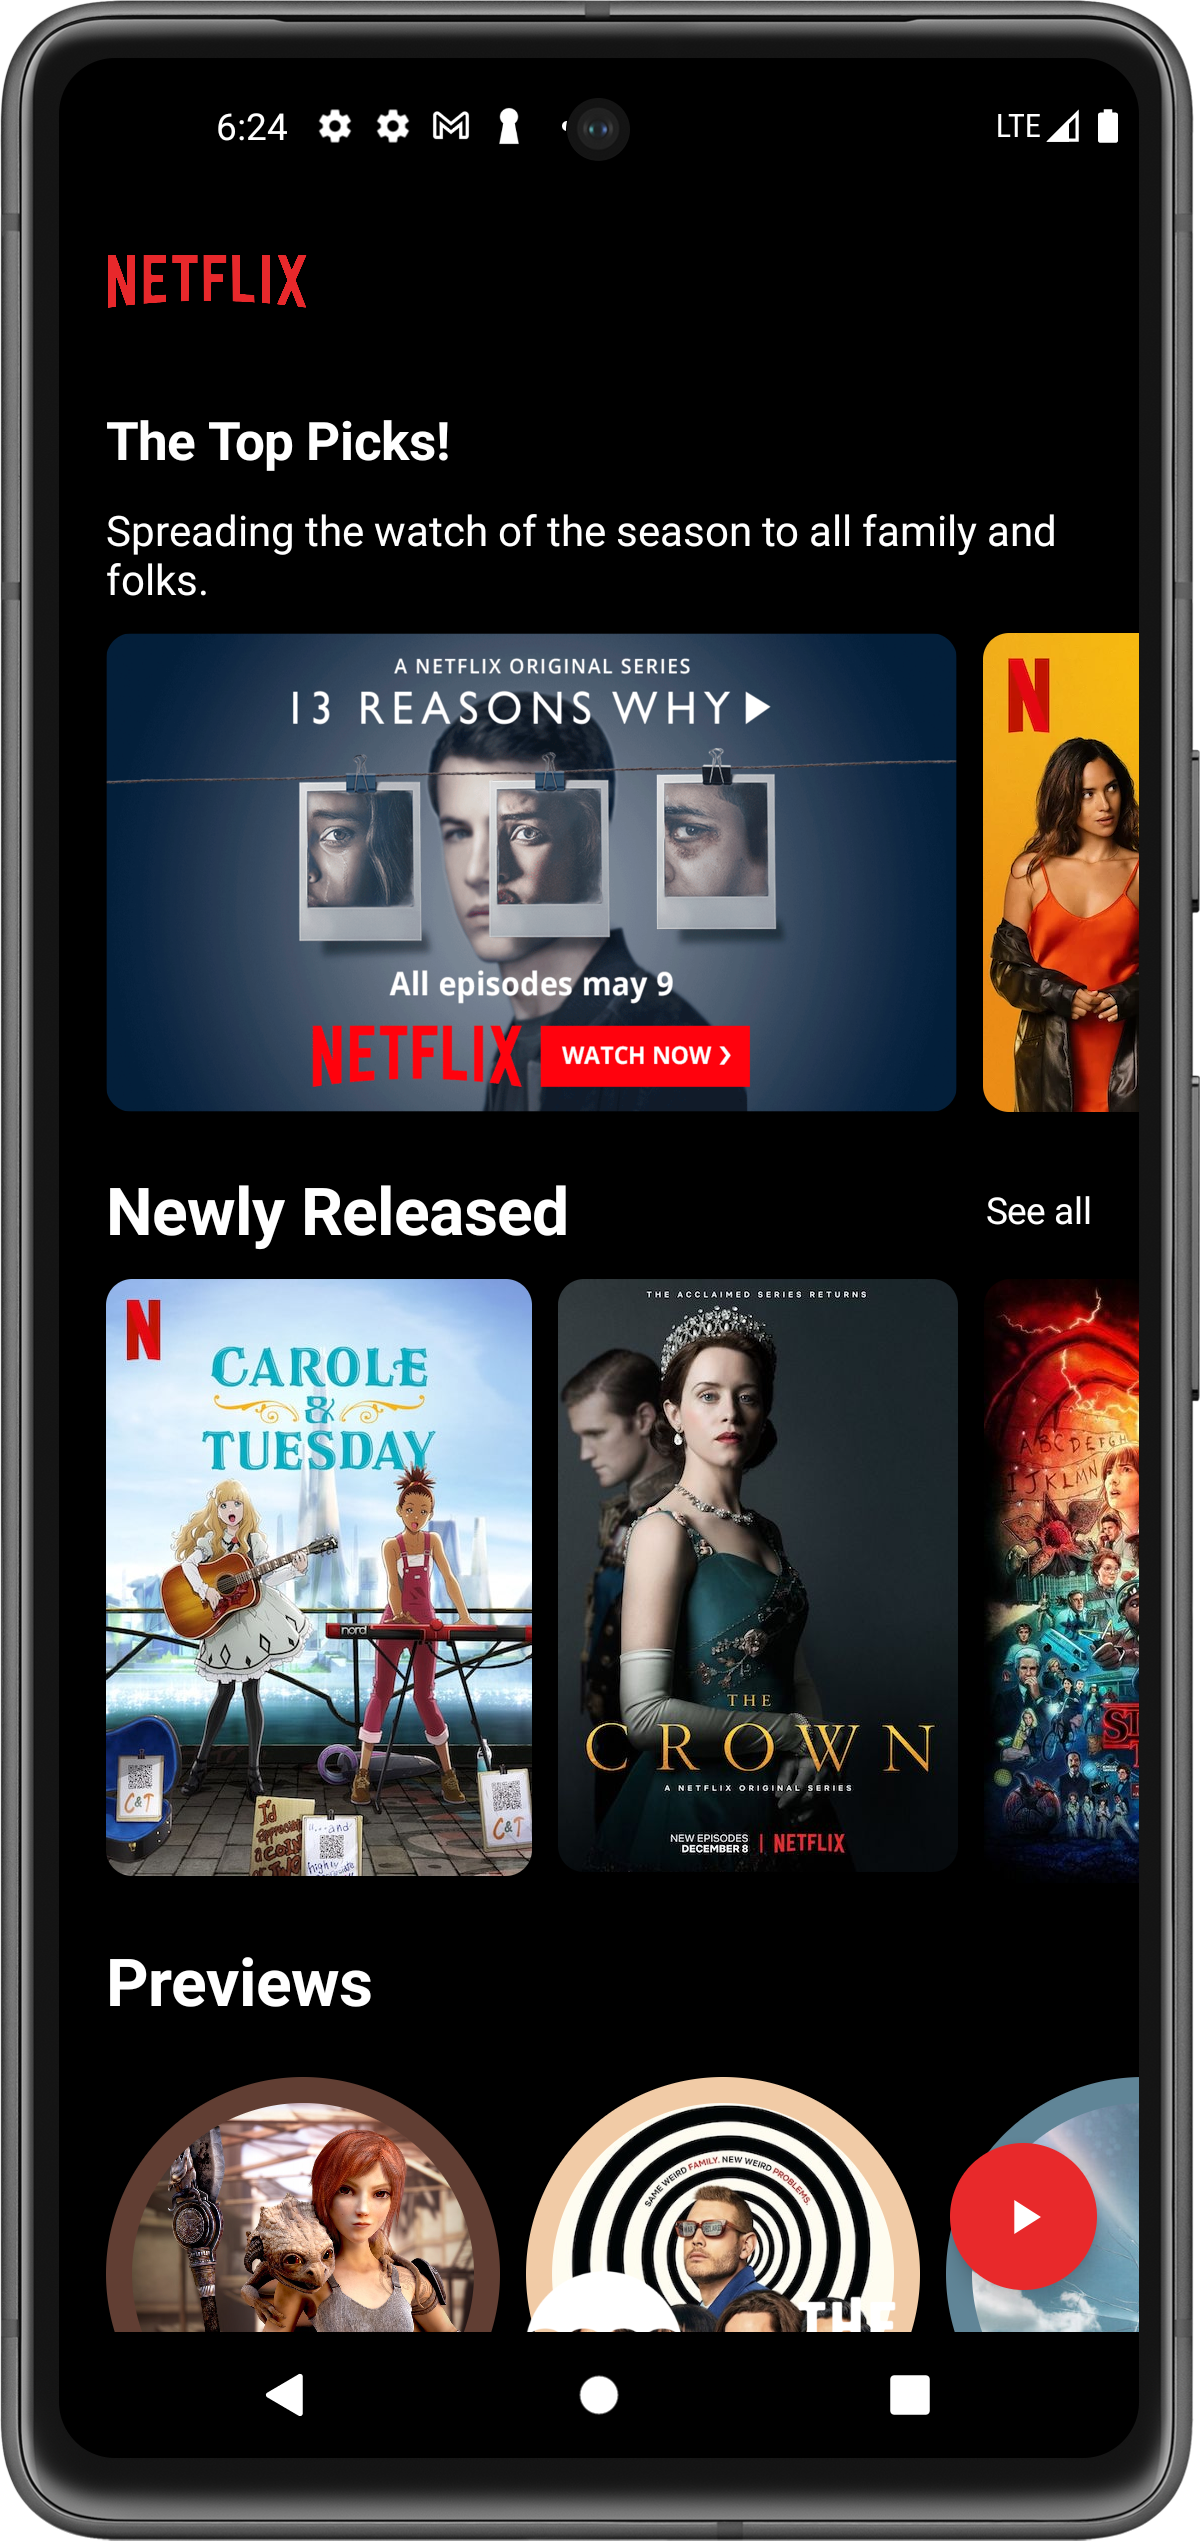 6:24
LTE
NETFLIX
The Top Picks!
Spreading the watch of the season to all family and
folks.
A NETFLIX ORIGINAL SERIES
13 REASONS WHY
All episodes may 9
NETFLIX WATCH NOW ❯
N
Newly Released
See all
N
CAROLE
&
TUESDAY
nord
C&T
I'd
C&T
THE ACCLAIMED SERIES RETURNS
THE
CROWN
A NETFLIX ORIGINAL SERIES
NEW EPISODES
DECEMBER 8
NETFLIX
ABCDEFGH
IJKLMN
Previews
SAME WEIRD FAMILY. NEW WEIRD PROBLEMS.
THE